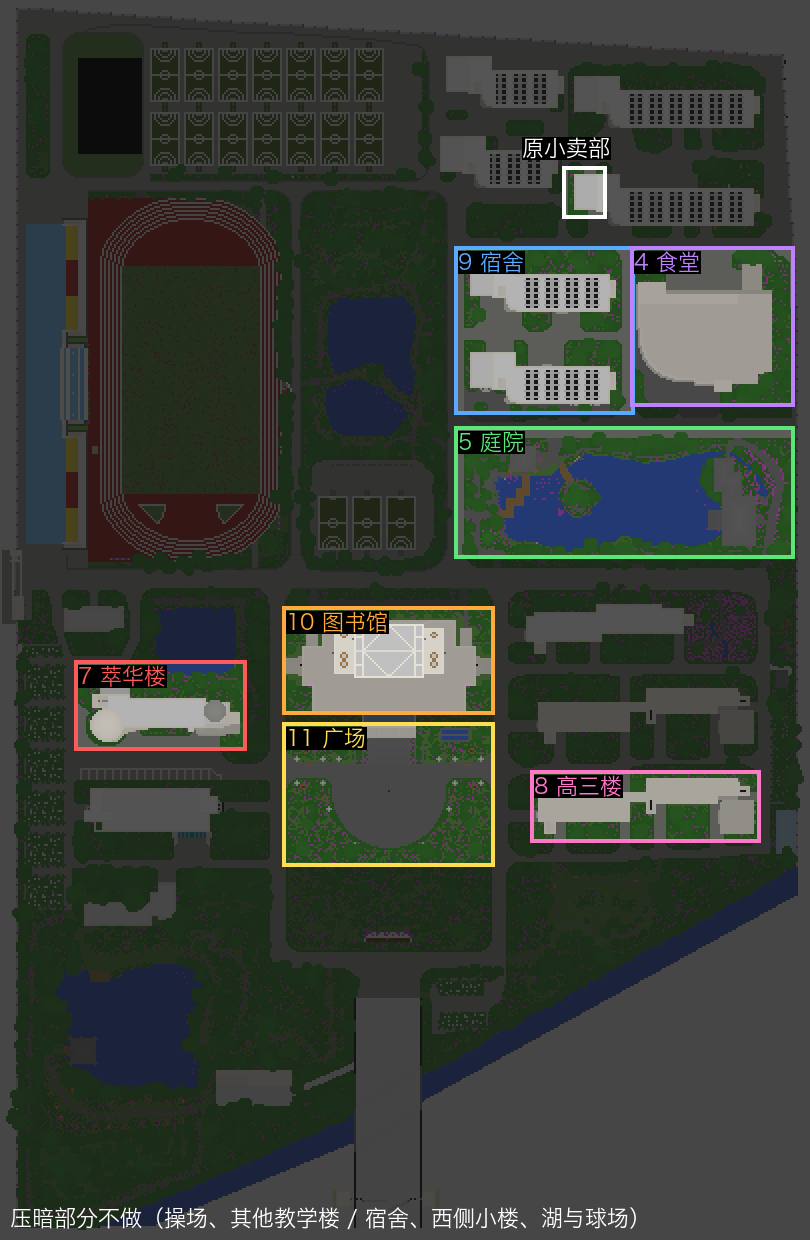 原小卖部
9 宿舍
4 食堂
5 庭院
10 图书馆
7 萃华楼
11 广场
8 高三楼
压暗部分不做（操场、其他教学楼 / 宿舍、西侧小楼、湖与球场）